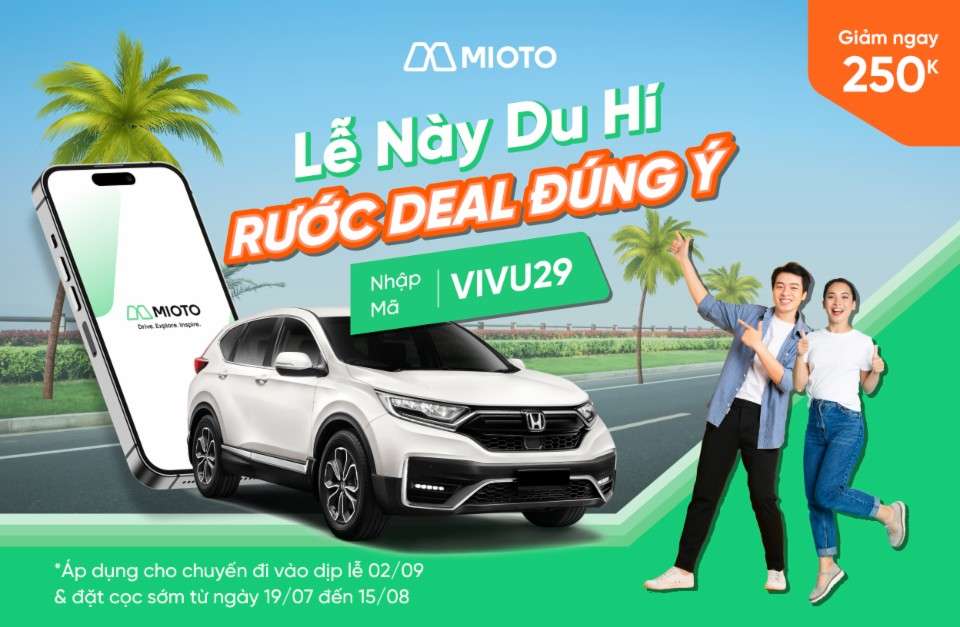 MIOTO
Giảm ngay
250K
Lễ Này Du Hí
RƯỚC DEAL ĐÚNG Ý
Nhập
Mã
VIVU29
MIOTO
Drive. Explore. Inspire.
*Áp dụng cho chuyến đi vào dịp lễ 02/09
& đặt cọc sớm từ ngày 19/07 đến 15/08